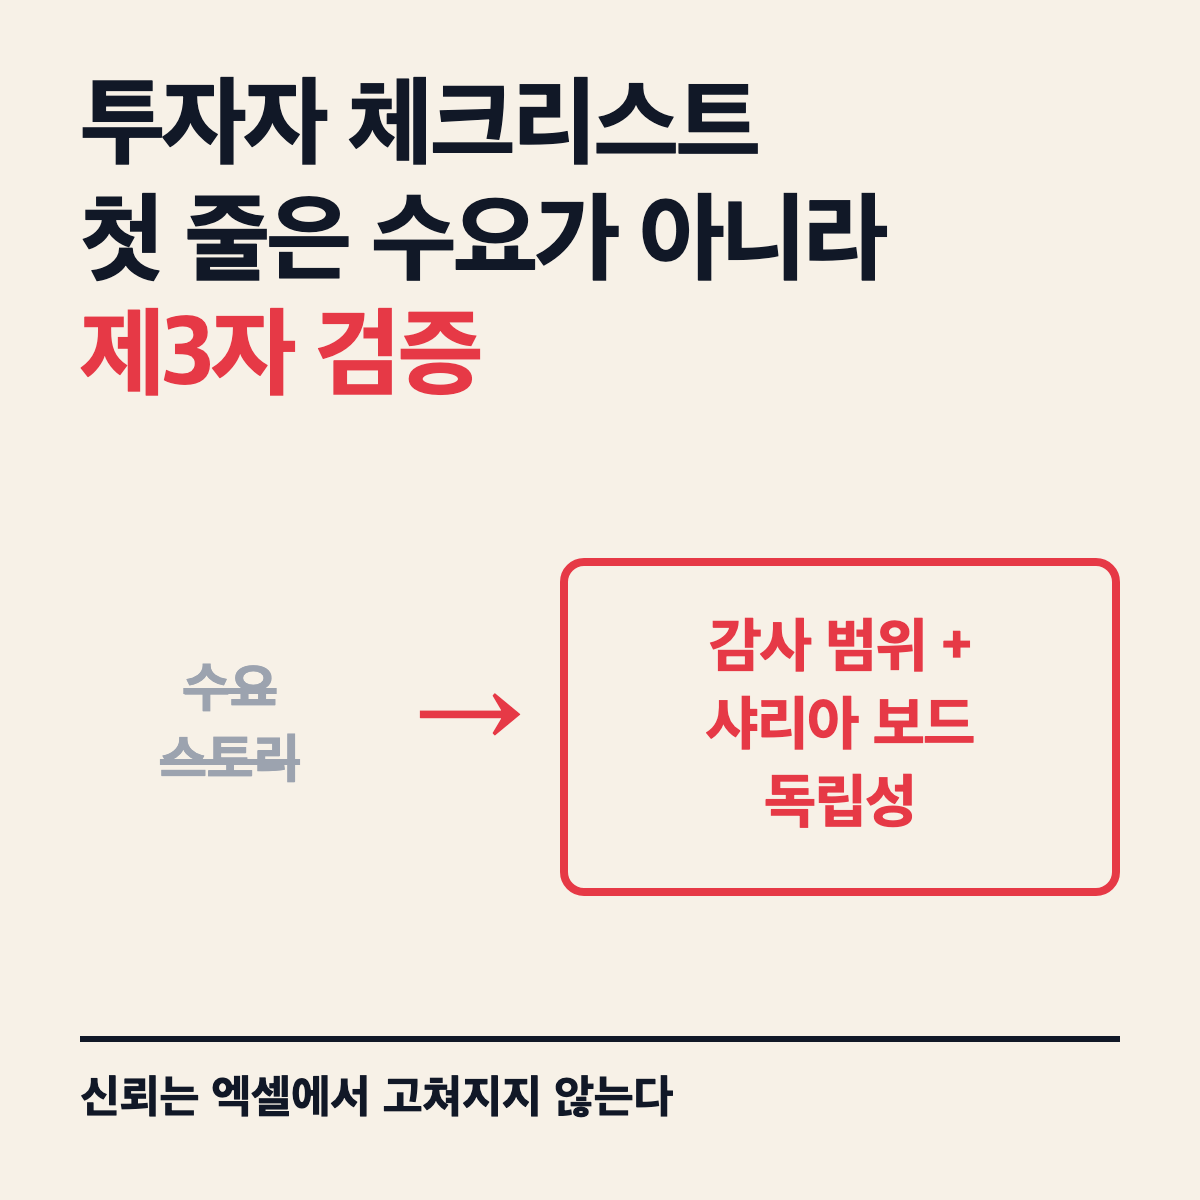 투자자 체크리스트
첫 줄은 수요가 아니라
제3자 검증
수요
스토리
→
감사 범위 +
샤리아 보드
독립성
신뢰는 엑셀에서 고쳐지지 않는다